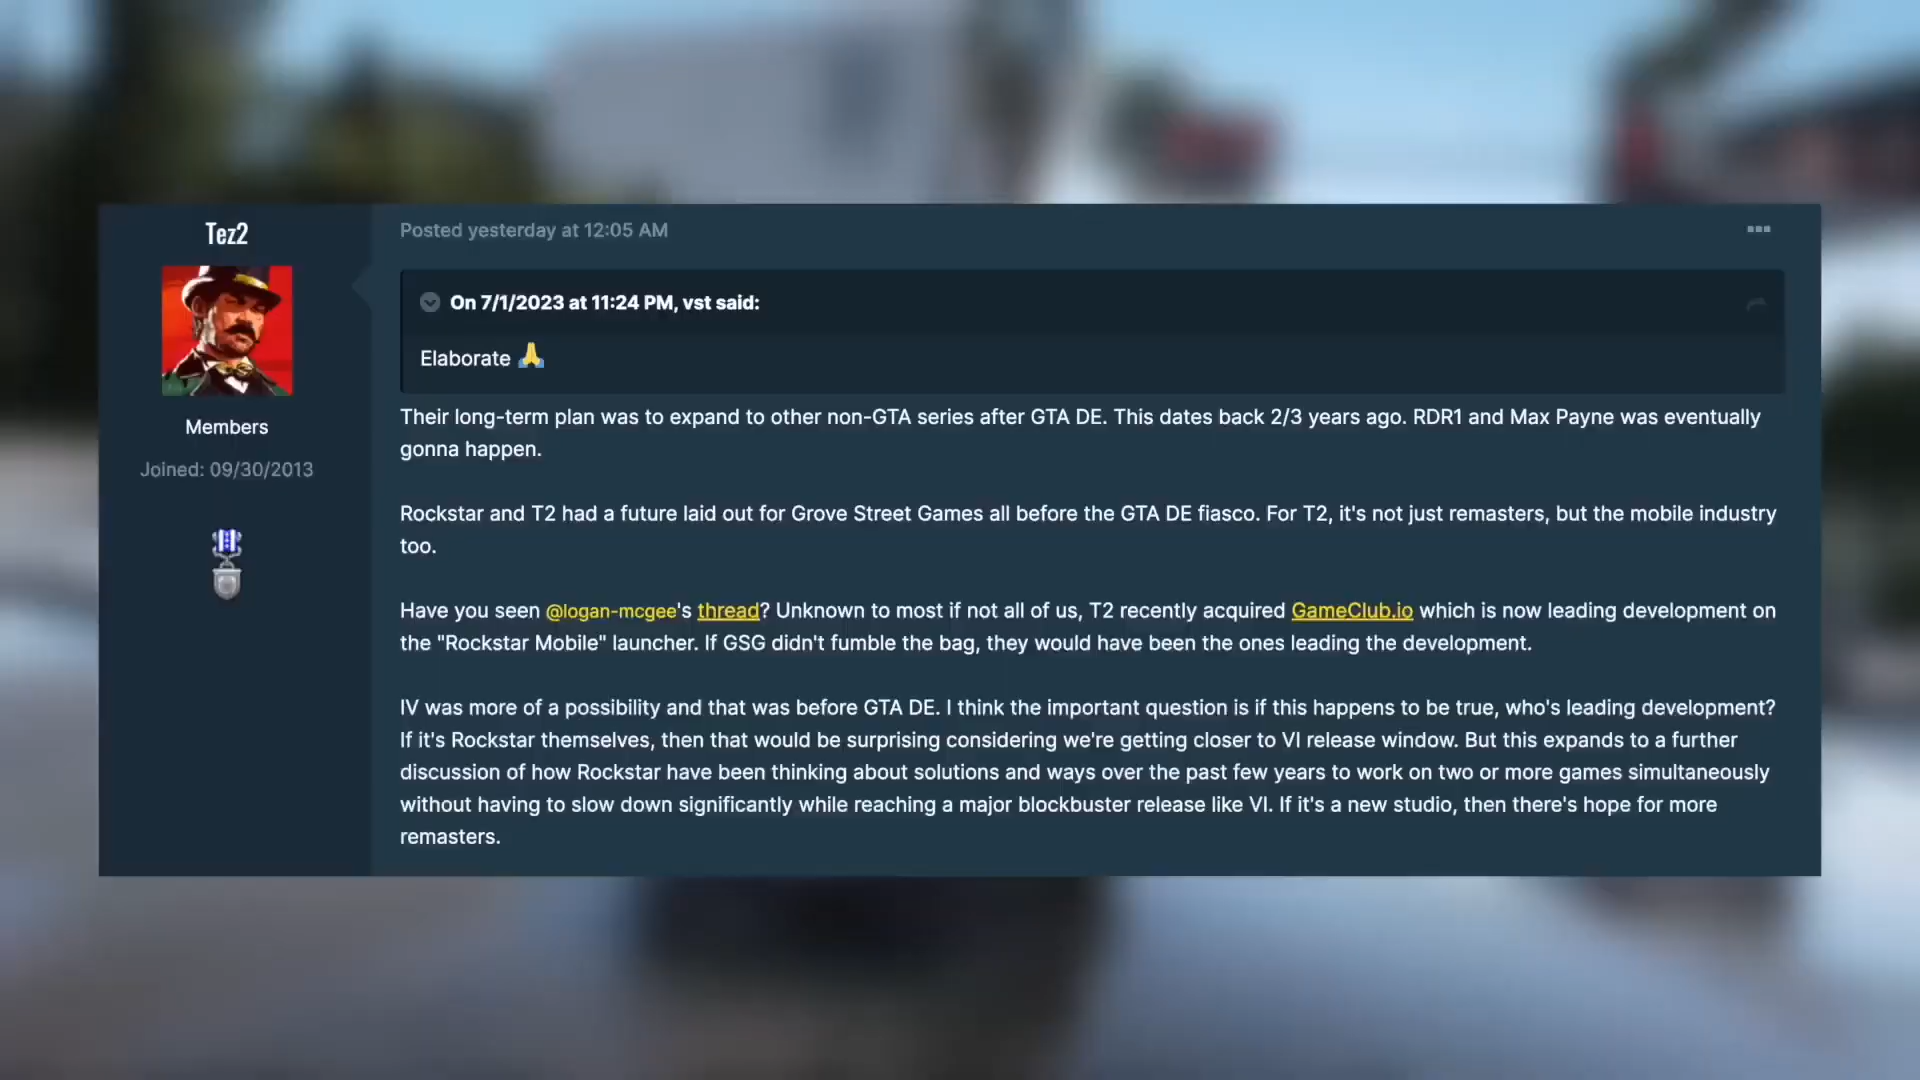 Tez2
Members
Joined: 09/30/2013
Posted yesterday at 12:05 AM
On 7/1/2023 at 11:24 PM, vst said:
Elaborate 🙏
Their long-term plan was to expand to other non-GTA series after GTA DE. This dates back 2/3 years ago. RDR1 and Max Payne was eventually
gonna happen.
Rockstar and T2 had a future laid out for Grove Street Games all before the GTA DE fiasco. For T2, it's not just remasters, but the mobile industry
too.
Have you seen @logan-mcgee's thread? Unknown to most if not all of us, T2 recently acquired GameClub.io which is now leading development on
the "Rockstar Mobile" launcher. If GSG didn't fumble the bag, they would have been the ones leading the development.
IV was more of a possibility and that was before GTA DE. I think the important question is if this happens to be true, who's leading development?
If it's Rockstar themselves, then that would be surprising considering we're getting closer to VI release window. But this expands to a further
discussion of how Rockstar have been thinking about solutions and ways over the past few years to work on two or more games simultaneously
without having to slow down significantly while reaching a major blockbuster release like VI. If it's a new studio, then there's hope for more
remasters.